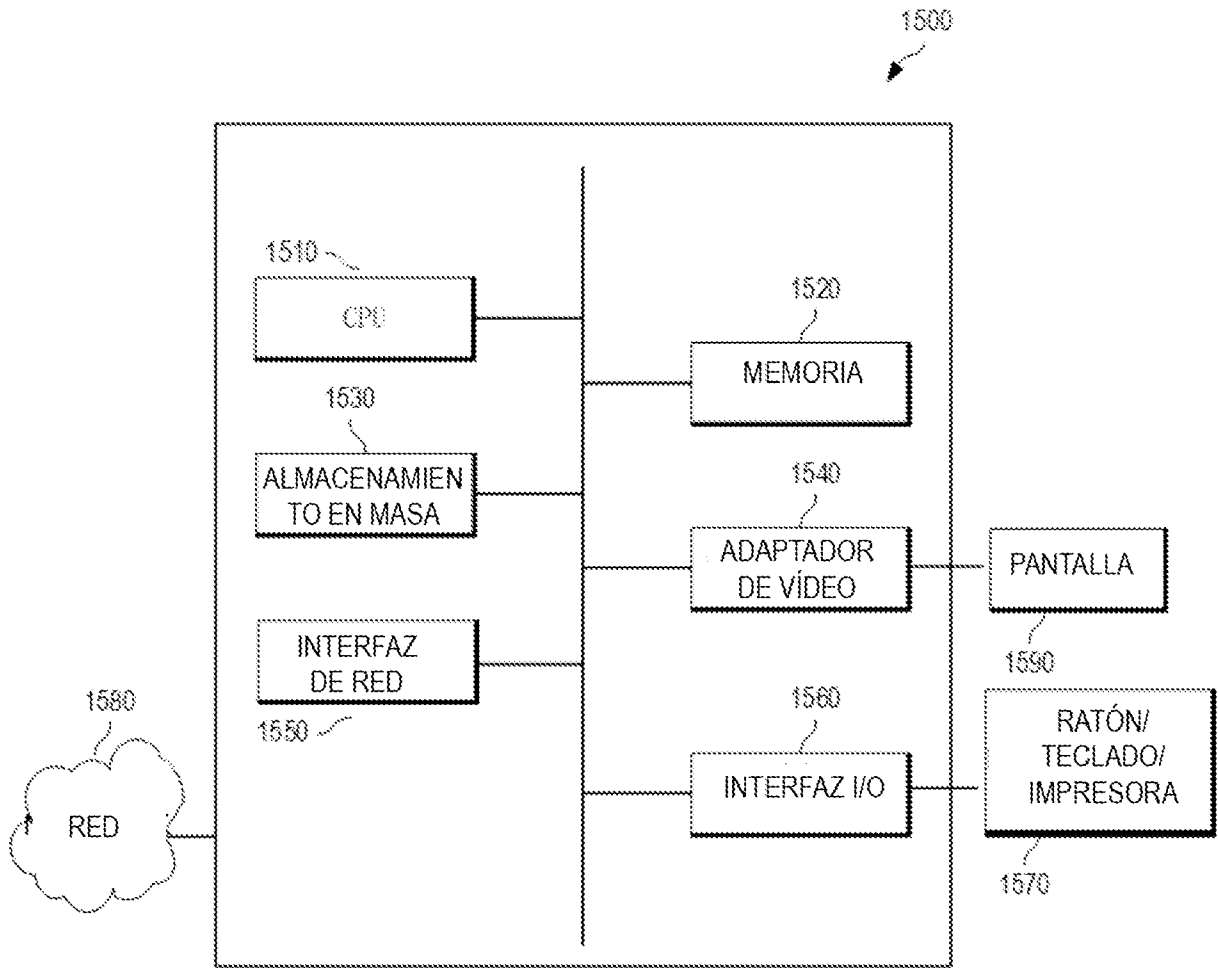 1500
1510
CPU
1520
MEMORIA
1530
ALMACENAMIEN
TO EN MASA
1540
ADAPTADOR
DE VÍDEO
PANTALLA
1590
INTERFAZ
DE RED
1550
1560
INTERFAZ I/O
RATÓN/
TECLADO/
IMPRESORA
1570
1580
RED